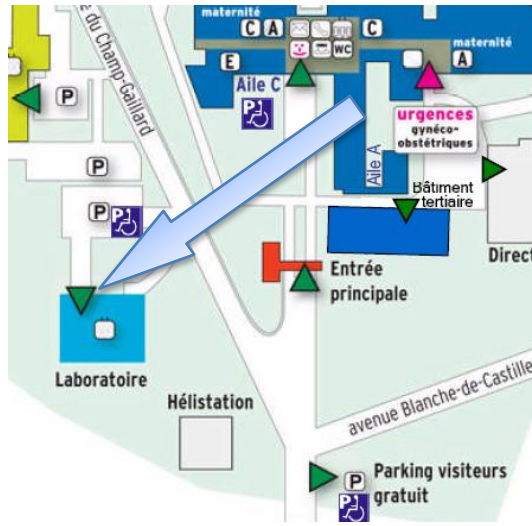 maternité
C A
WC
C
E
maternité
A
Aile C
P
urgences
gynéco-
obstétriques
Aile A
P
P
P
Bâtiment
tertiaire
Direct
du Champ-Gaillard
Entrée
principale
Laboratoire
Hélistation
avenue Blanche-de-Castille
Parking visiteurs
gratuit
P
P